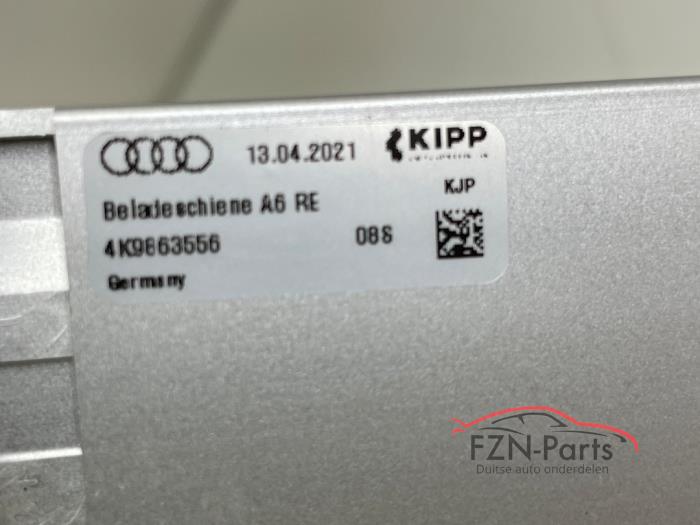 13.04.2021 KIPP
KJP
Beladeschiene A6 RE
4K9863556 08S
Germany
FZN-Parts
Duitse auto onderdelen